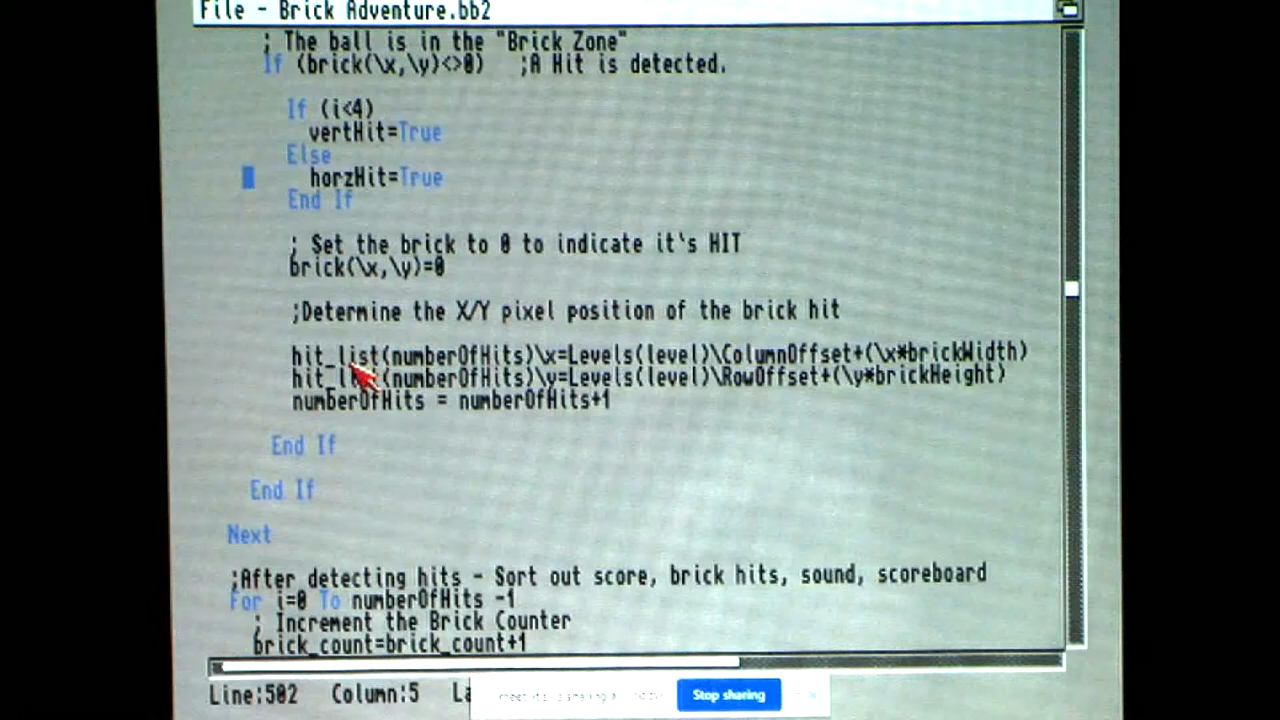 File - Brick Adventure.bb2
; The ball is in the "Brick Zone"
If (brick(\x,\y)<>0) ;A Hit is detected.
If (i<4)
vertHit=True
Else
horzHit=True
End If
; Set the brick to 0 to indicate it's HIT
brick(\x,\y)=0
;Determine the X/Y pixel position of the brick hit
hit_list(numberOfHits)\x=Levels(level)\ColumnOffset+(\x*brickWidth)
hit_list(numberOfHits)\y=Levels(level)\RowOffset+(\y*brickHeight)
numberOfHits = numberOfHits+1
End If
End If
Next
;After detecting hits - Sort out score, brick hits, sound, scoreboard
For i=0 To numberOfHits -1
; Increment the Brick Counter
brick_count=brick_count+1
Line:502 Column:5 La
Stop sharing